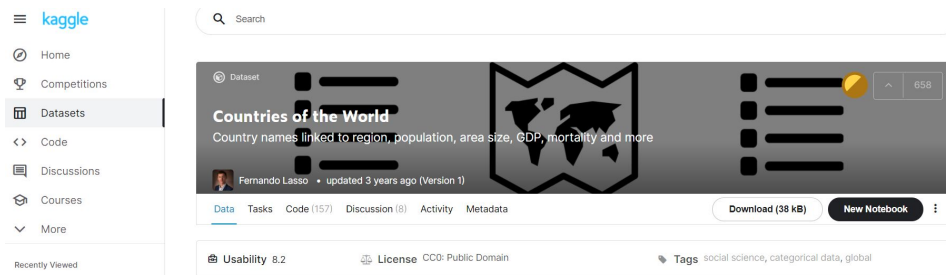 kaggle
Search
Home
Competitions
Datasets
Code
Discussions
Courses
More
Recently Viewed
Dataset
658
Countries of the World
Country names linked to region, population, area size, GDP, mortality and more
Fernando Lasso • updated 3 years ago (Version 1)
Data Tasks Code (157) Discussion (8) Activity Metadata
Download (38 kB) New Notebook
Usability 8.2 License CC0: Public Domain Tags social science, categorical data, global